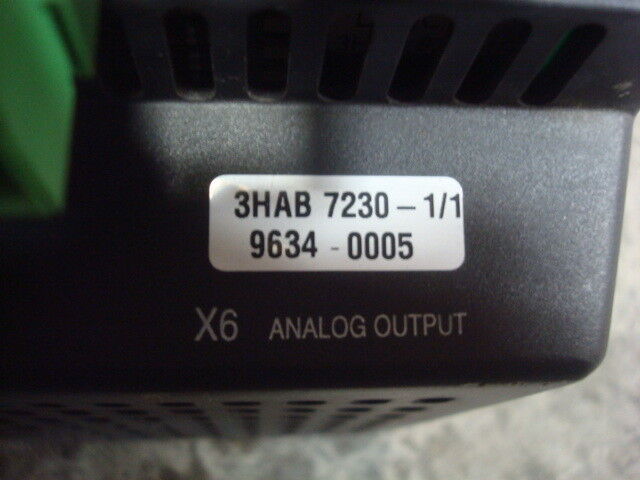 3HAB 7230 - 1/1
9634 - 0005
X6 ANALOG OUTPUT